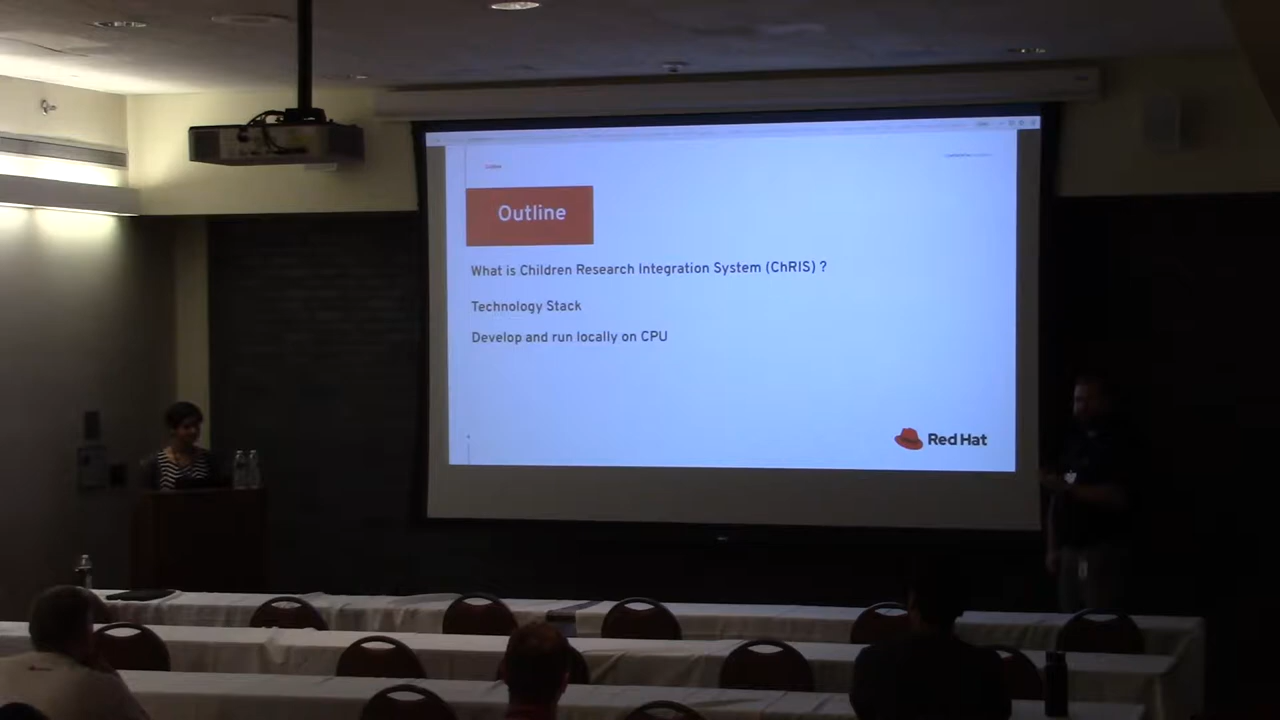 Outline
What is Children Research Integration System (ChRIS) ?
Technology Stack
Develop and run locally on CPU
Red Hat